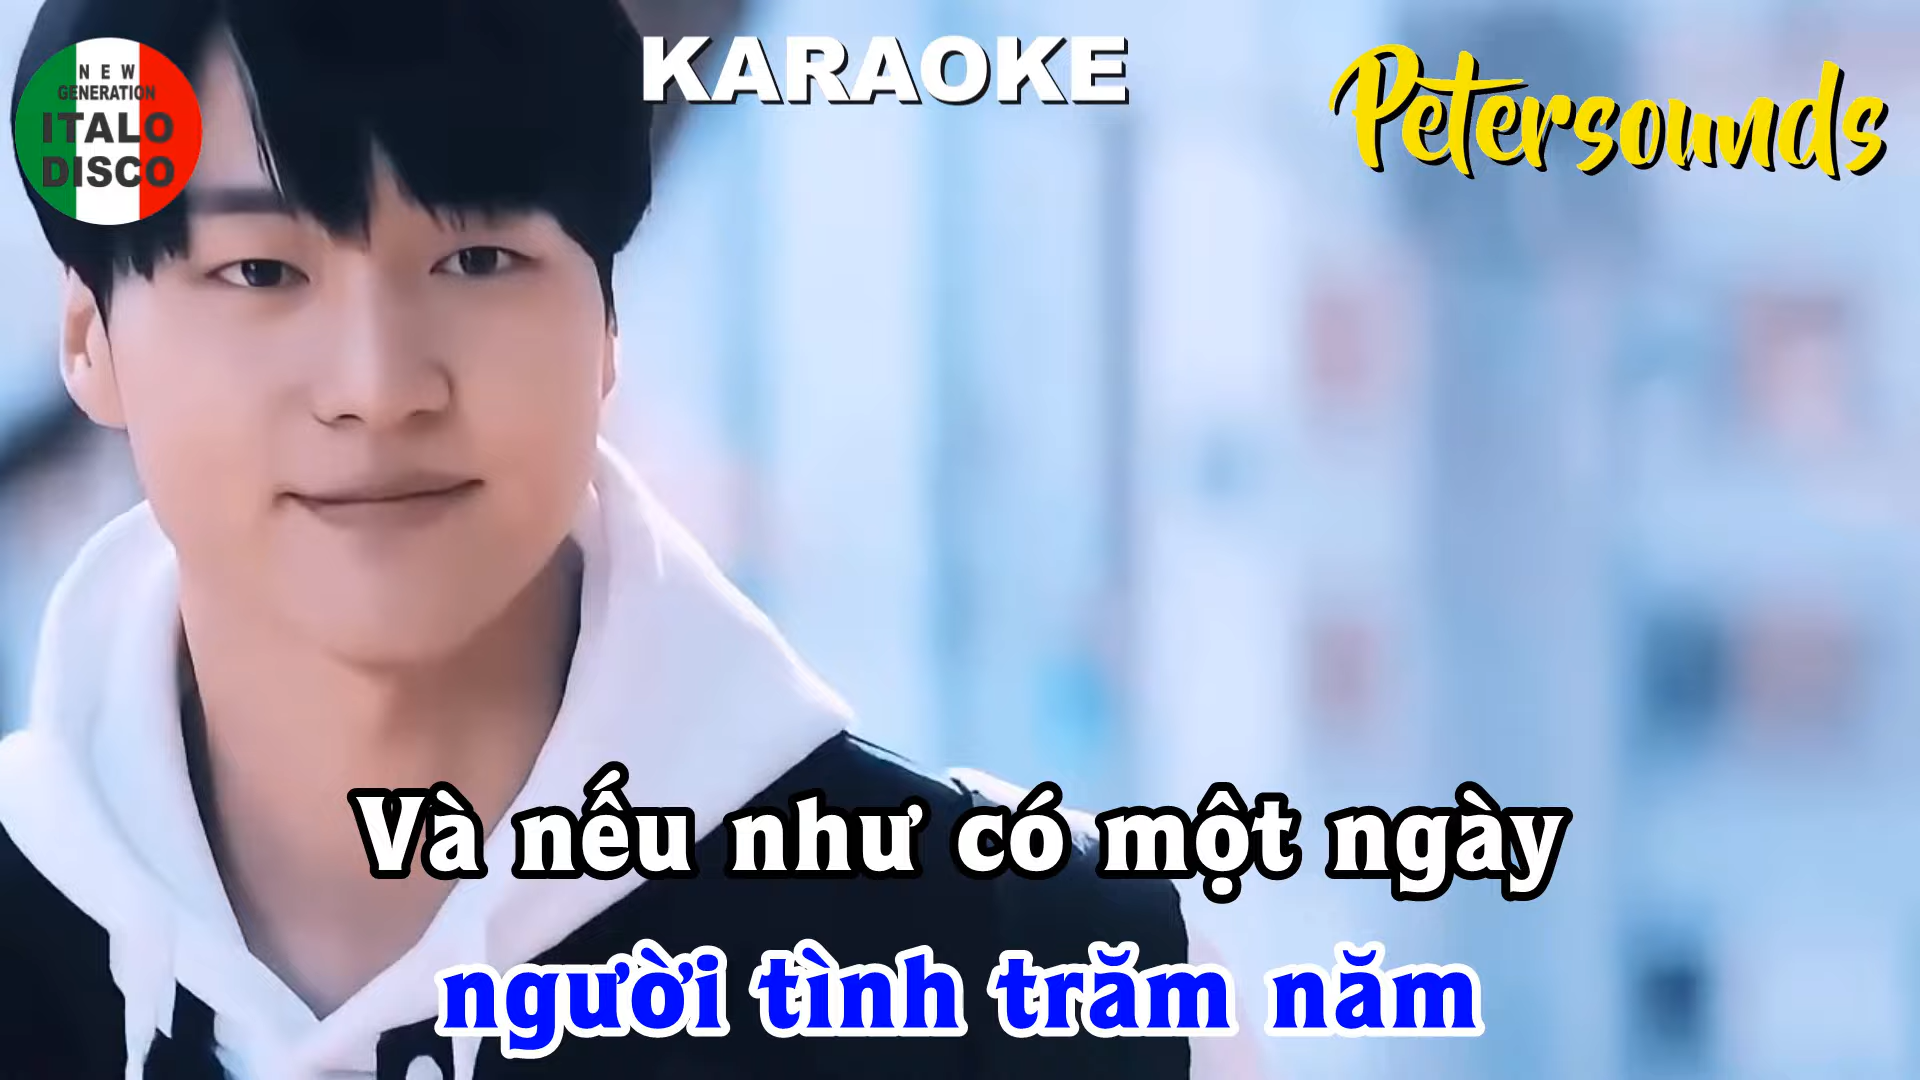 NEW
GENERATION
ITALO
DISCO
KARAOKE
Petersounds
Và nếu như có một ngày
người tình trăm năm